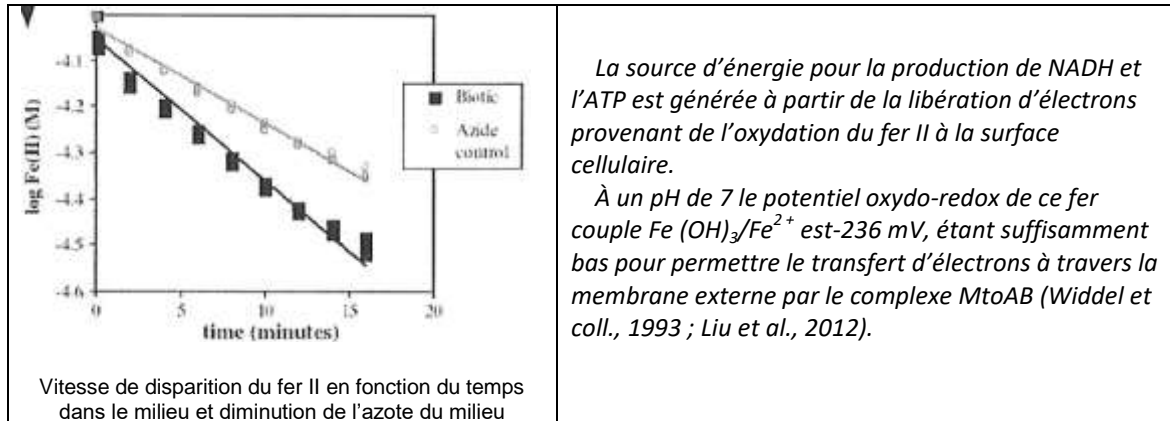 log Fe(II) (M)
-4.1
-4.2
-4.3
-4.4
-4.5
-4.6
0
5
10
15
20
time (minutes)
Biotic
Azide
control
Vitesse de disparition du fer II en fonction du temps
dans le milieu et diminution de l'azote du milieu
La source d’énergie pour la production de NADH et
l’ATP est générée à partir de la libération d’électrons
provenant de l’oxydation du fer II à la surface
cellulaire.
À un pH de 7 le potentiel oxydo-redox de ce fer
couple Fe (OH)3/Fe2 + est-236 mV, étant suffisamment
bas pour permettre le transfert d’électrons à travers la
membrane externe par le complexe MtoAB (Widdel et
coll., 1993 ; Liu et al., 2012).